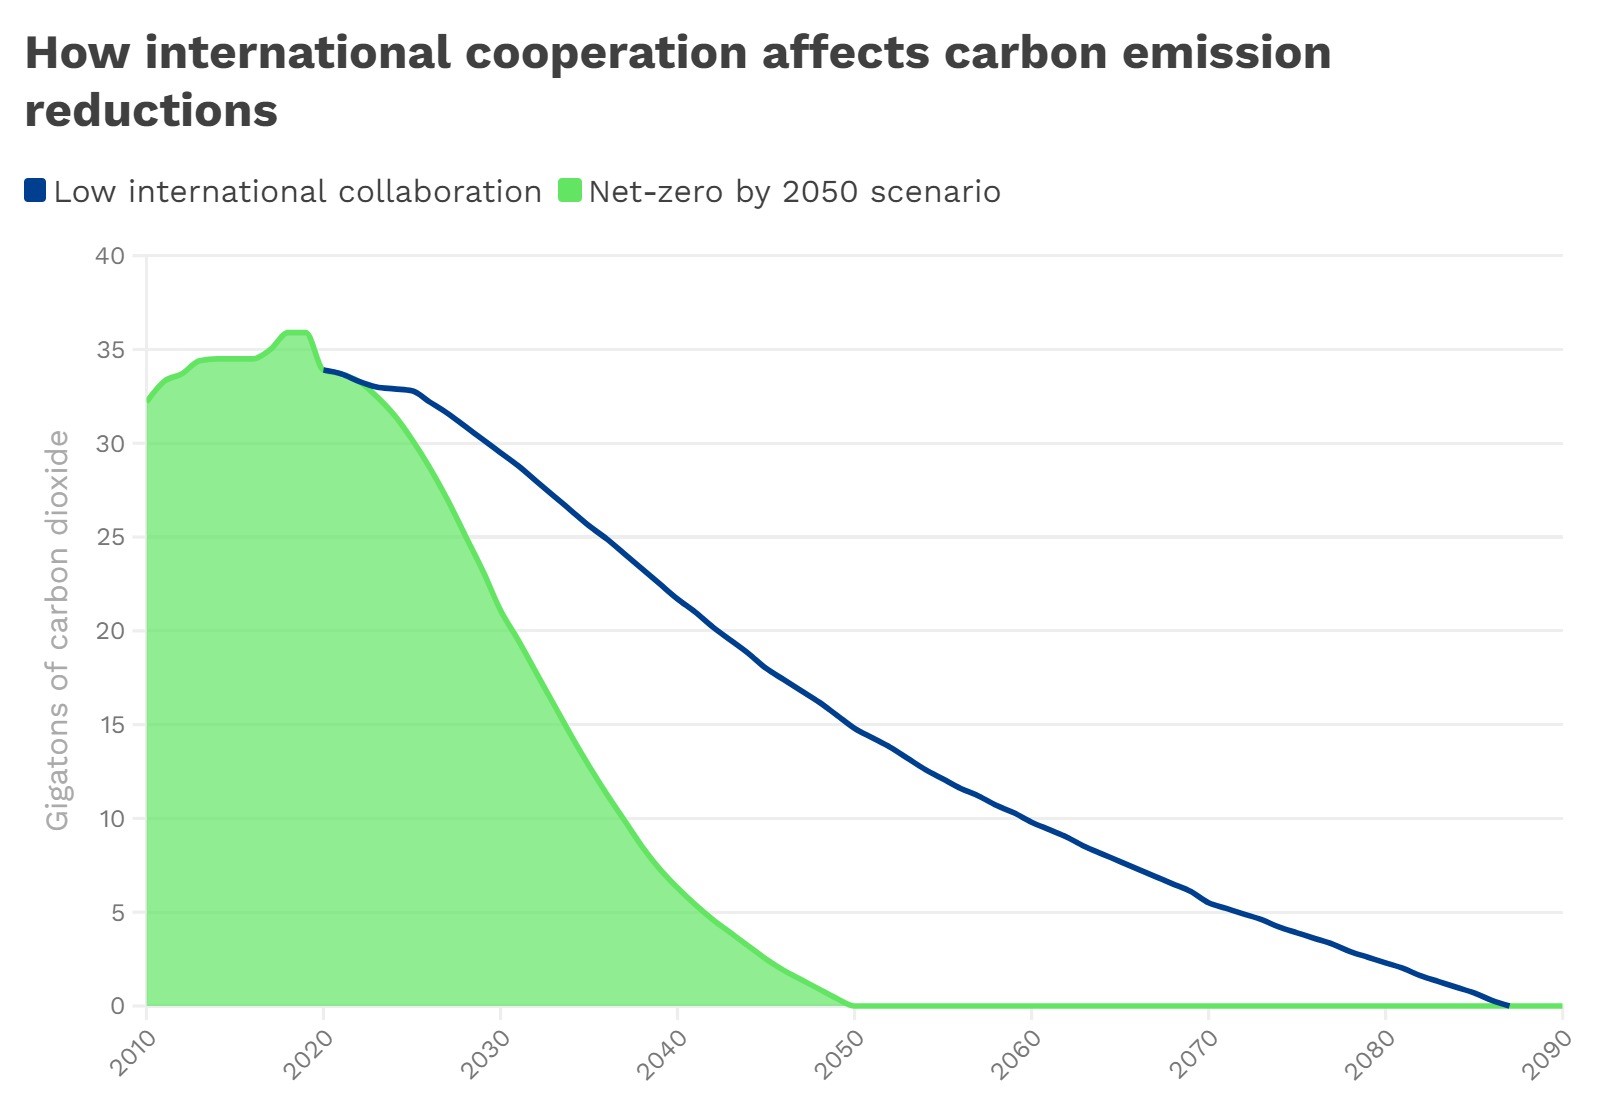 How international cooperation affects carbon emission
reductions
Low international collaboration Net-zero by 2050 scenario
40
35
30
25
20
15
10
5
0
Gigatons of carbon dioxide
2010 2020 2030 2040 2050 2060 2070 2080 2090